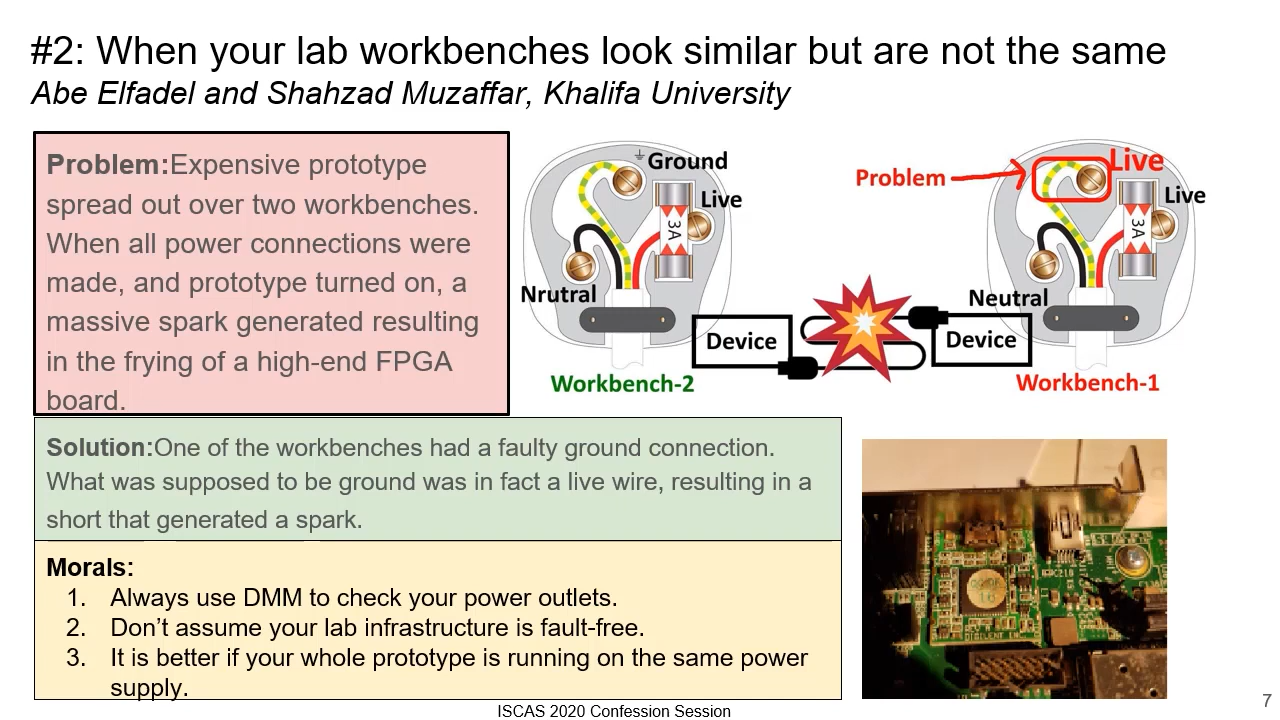 #2: When your lab workbenches look similar but are not the same
Abe Elfadel and Shahzad Muzaffar, Khalifa University
Problem:Expensive prototype
spread out over two workbenches.
When all power connections were
made, and prototype turned on, a
massive spark generated resulting
in the frying of a high-end FPGA
board.
Ground
Live
3A
Nrutral
Device
Workbench-2
Problem
Live
Live
3A
Neutral
Device
Workbench-1
Solution:One of the workbenches had a faulty ground connection.
What was supposed to be ground was in fact a live wire, resulting in a
short that generated a spark.
Morals:
1. Always use DMM to check your power outlets.
2. Don’t assume your lab infrastructure is fault-free.
3. It is better if your whole prototype is running on the same power
supply.
ISCAS 2020 Confession Session
7